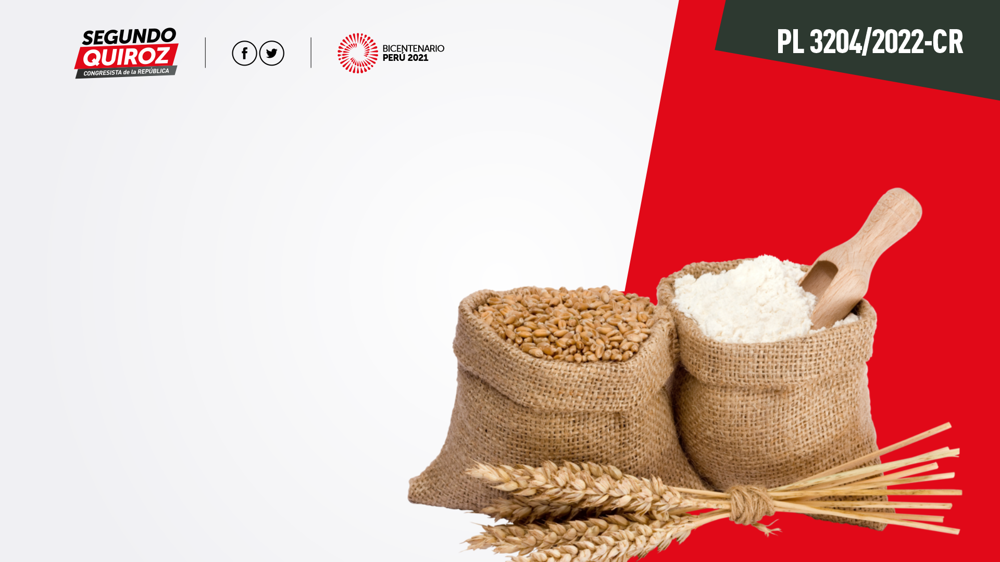 SEGUNDO
QUIROZ
CONGRESISTA de la REPÚBLICA
BICENTENARIO
PERÚ 2021
PL 3204/2022-CR